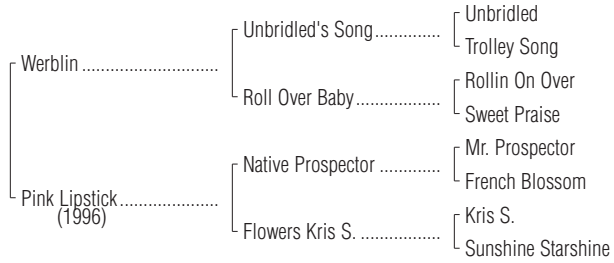 Unbridled
Unbridled's Song..............
Trolley Song
Werblin .............................
Rollin On Over
Roll Over Baby..................
Sweet Praise
Mr. Prospector
Native Prospector .............
French Blossom
Pink Lipstick.....................
(1996)
Kris S.
Flowers Kris S. .................
Sunshine Starshine